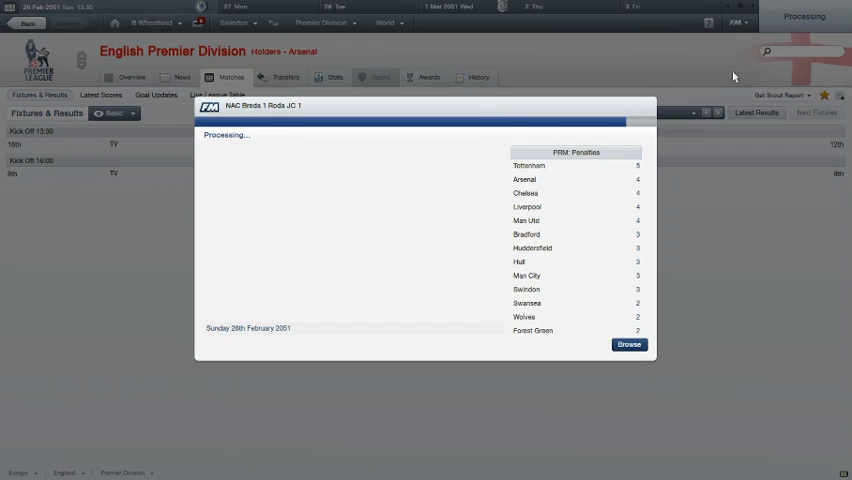 26 Feb 2051 Sun 13:30
27 Mon
28 Tue
1 Mar 2051 Wed
2 Thu
3 Fri
Processing
Back
B Wheatland
Swindon
Premier Division
World
?
FM
English Premier Division Holders - Arsenal
PREMIER LEAGUE
Overview
News
Matches
Transfers
Stats
Teams
Awards
History
Fixtures & Results
Latest Scores
Goal Updates
Live League Table
Get Scout Report
Fixtures & Results
Basic
Latest Results
Next Fixtures
Kick Off 13:30
18th TV 12th
Kick Off 16:00
9th TV 8th
FM NAC Breda 1 Roda JC 1
Processing...
PRM: Penalties
Tottenham 5
Arsenal 4
Chelsea 4
Liverpool 4
Man Utd 4
Bradford 3
Huddersfield 3
Hull 3
Man City 3
Swindon 3
Swansea 2
Wolves 2
Forest Green 2
Sunday 26th February 2051
Browse
Europe
England
Premier Division